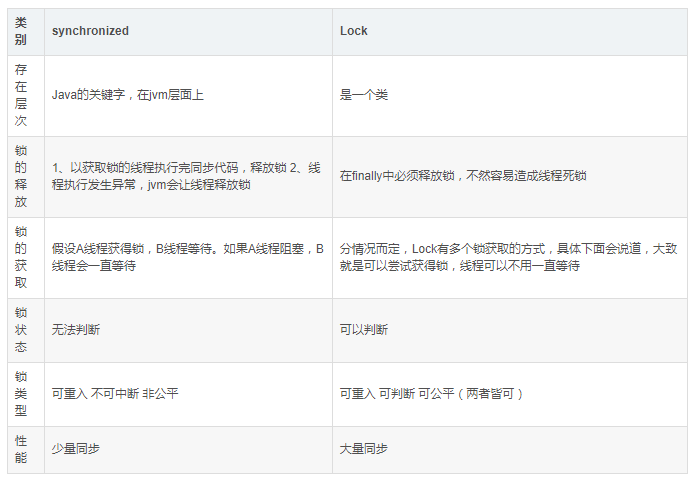 类别 synchronized Lock
存在层次 Java的关键字，在jvm层面上 是一个类
锁的释放 1、以获取锁的线程执行完同步代码，释放锁 2、线程执行发生异常，jvm会让线程释放锁 在finally中必须释放锁，不然容易造成线程死锁
锁的获取 假设A线程获得锁，B线程等待。如果A线程阻塞，B线程会一直等待 分情况而定，Lock有多个锁获取的方式，具体下面会说道，大致就是可以尝试获得锁，线程可以不用一直等待
锁状态 无法判断 可以判断
锁类型 可重入 不可中断 非公平 可重入 可判断 可公平（两者皆可）
性能 少量同步 大量同步